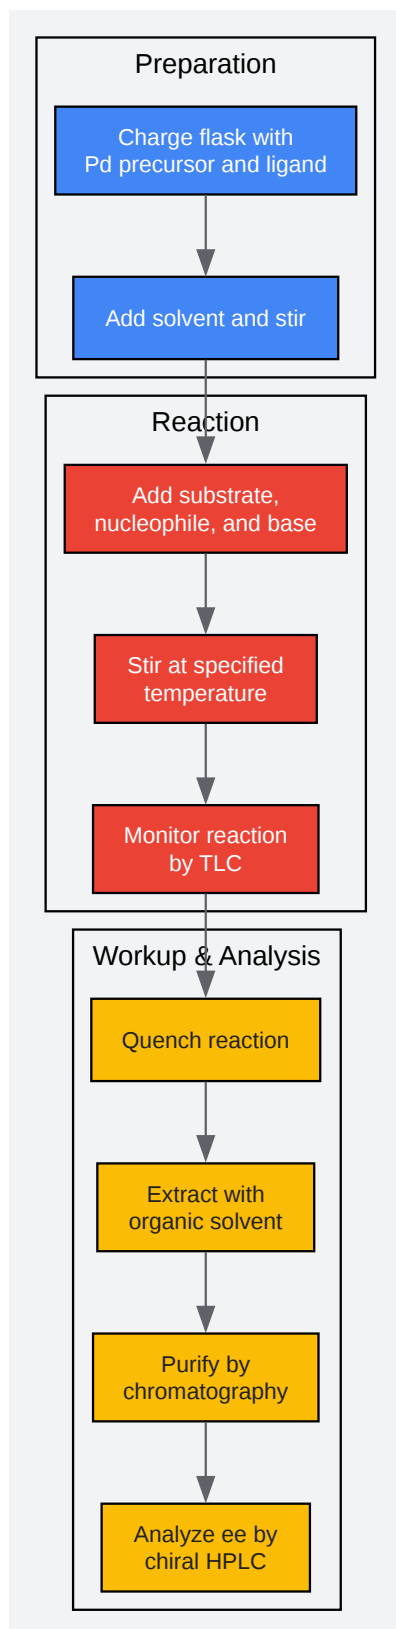 Preparation
Charge flask with
Pd precursor and ligand
Add solvent and stir
Reaction
Add substrate,
nucleophile, and base
Stir at specified
temperature
Monitor reaction
by TLC
Workup & Analysis
Quench reaction
Extract with
organic solvent
Purify by
chromatography
Analyze ee by
chiral HPLC